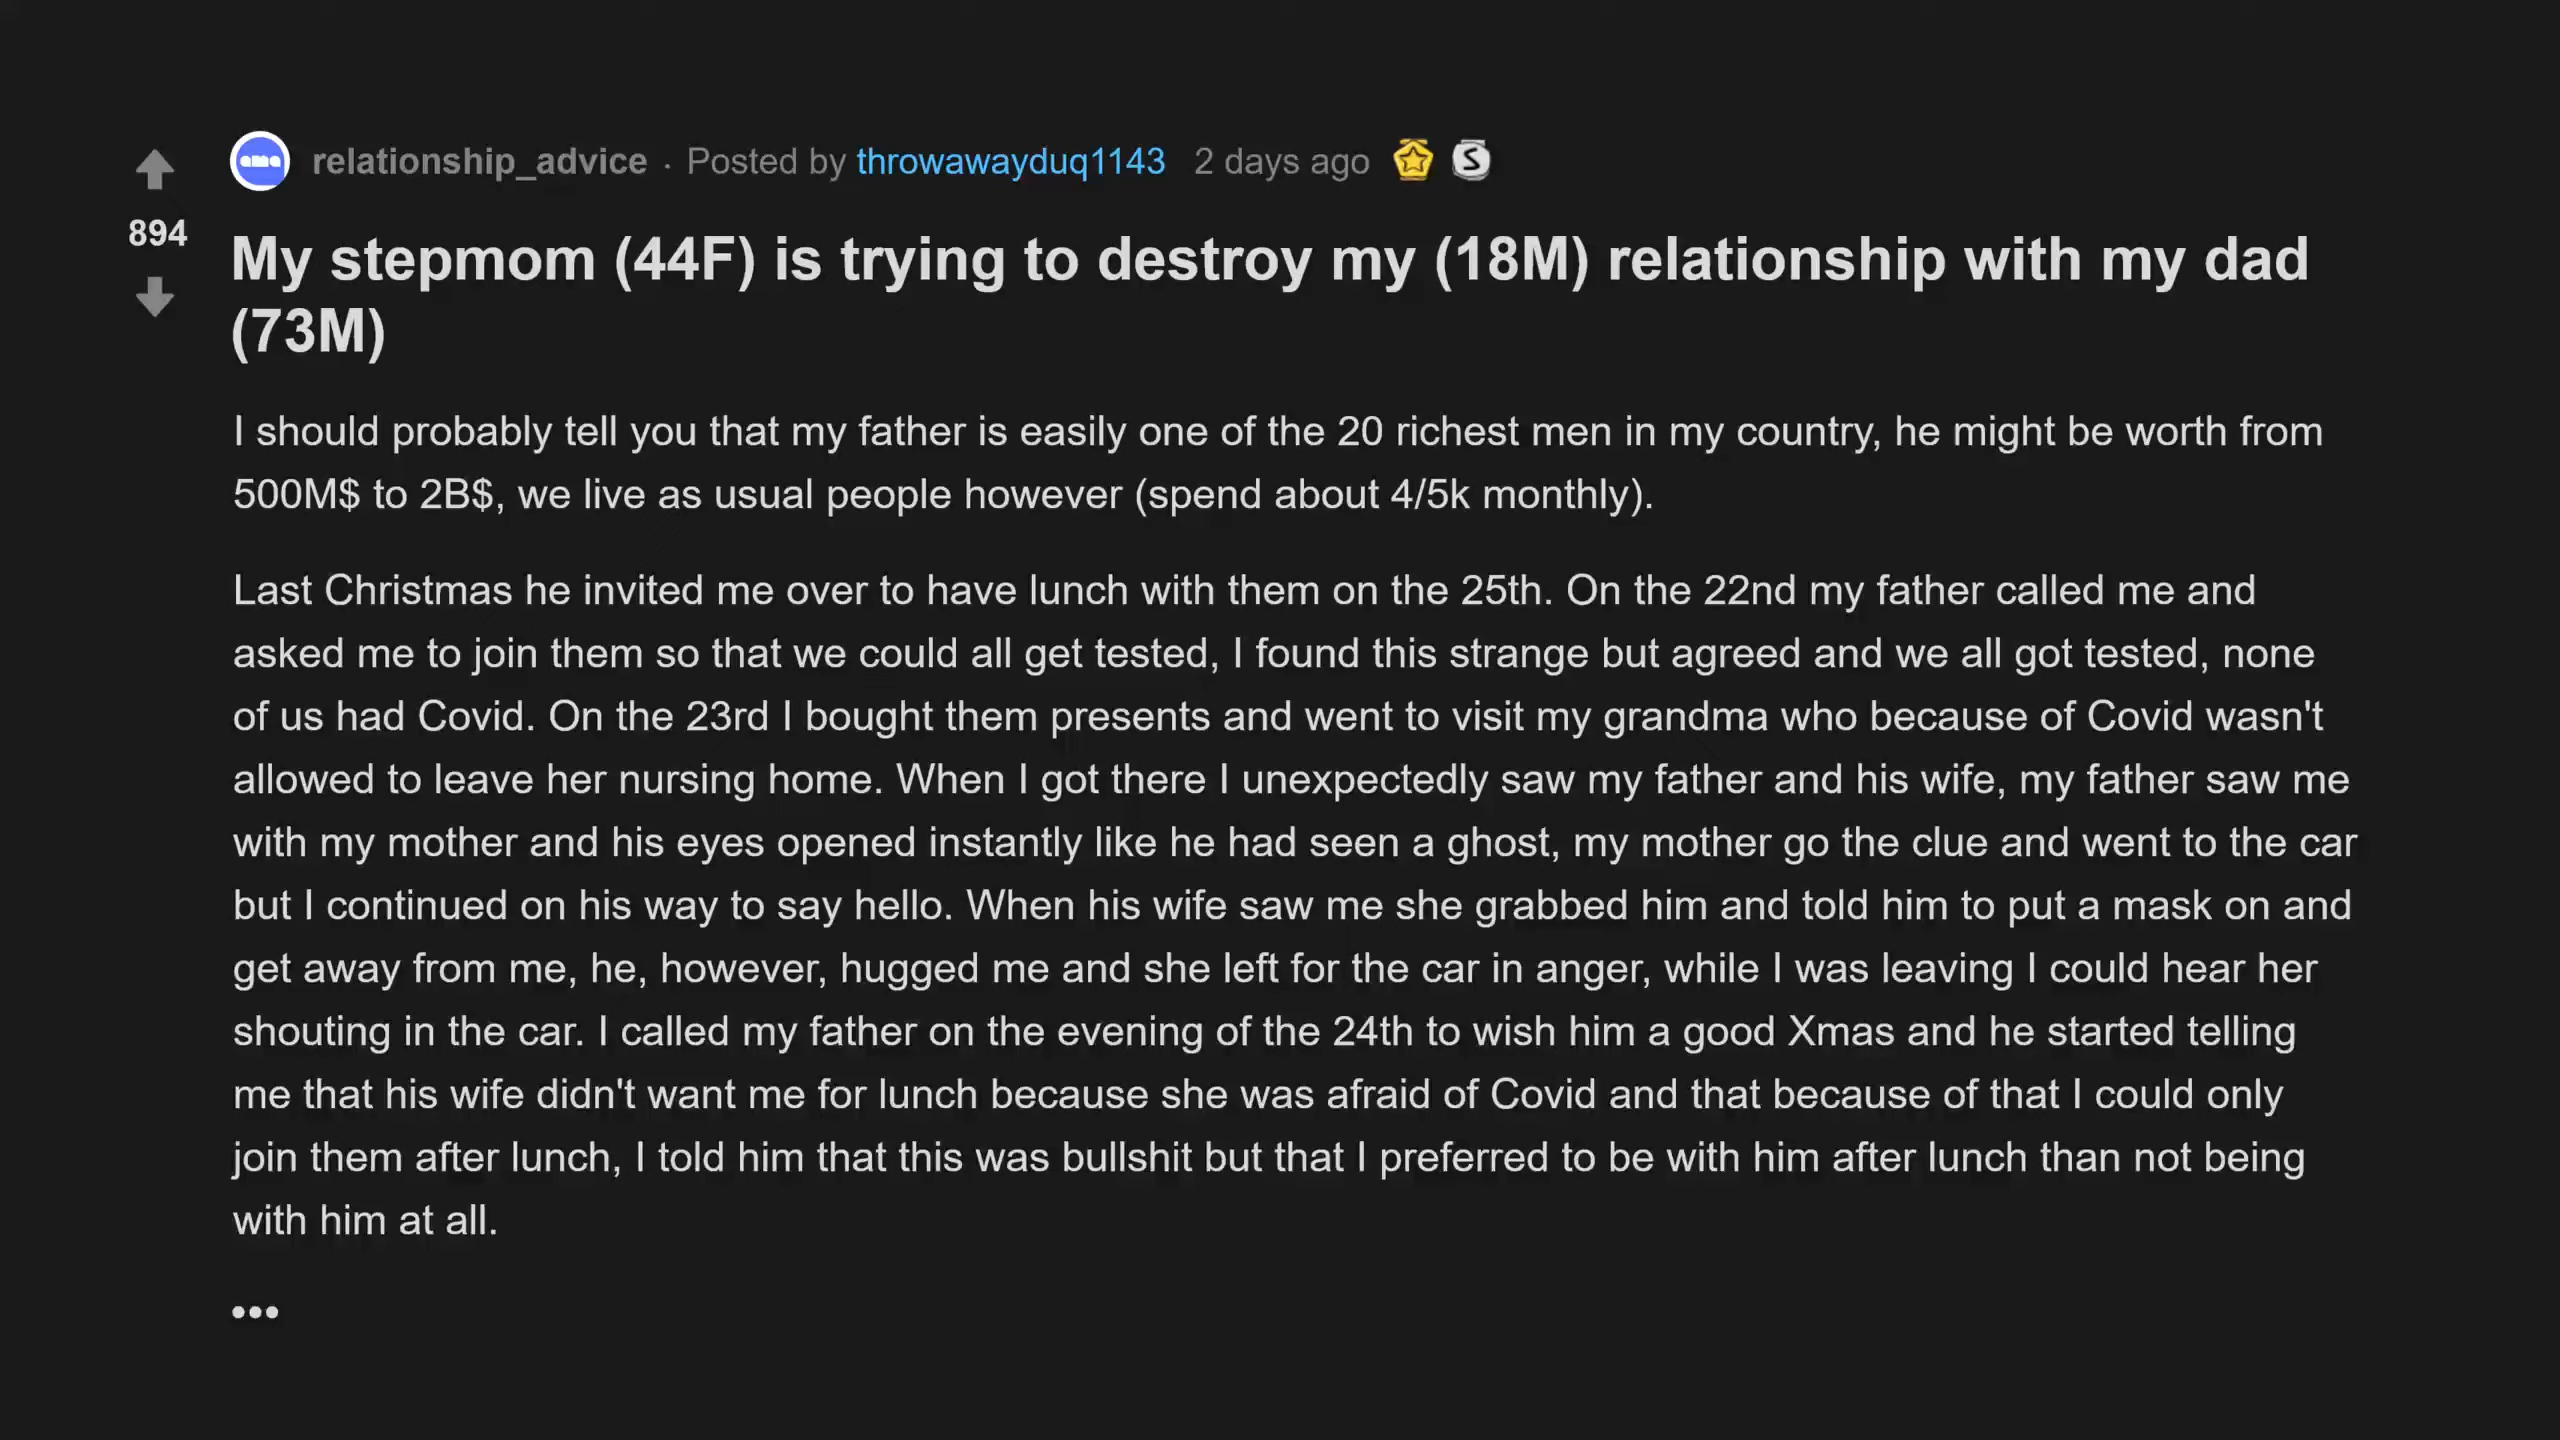 relationship_advice · Posted by throwawayduq1143 2 days ago
894
My stepmom (44F) is trying to destroy my (18M) relationship with my dad
(73M)
I should probably tell you that my father is easily one of the 20 richest men in my country, he might be worth from
500M$ to 2B$, we live as usual people however (spend about 4/5k monthly).
Last Christmas he invited me over to have lunch with them on the 25th. On the 22nd my father called me and
asked me to join them so that we could all get tested, I found this strange but agreed and we all got tested, none
of us had Covid. On the 23rd I bought them presents and went to visit my grandma who because of Covid wasn't
allowed to leave her nursing home. When I got there I unexpectedly saw my father and his wife, my father saw me
with my mother and his eyes opened instantly like he had seen a ghost, my mother go the clue and went to the car
but I continued on his way to say hello. When his wife saw me she grabbed him and told him to put a mask on and
get away from me, he, however, hugged me and she left for the car in anger, while I was leaving I could hear her
shouting in the car. I called my father on the evening of the 24th to wish him a good Xmas and he started telling
me that his wife didn't want me for lunch because she was afraid of Covid and that because of that I could only
join them after lunch, I told him that this was bullshit but that I preferred to be with him after lunch than not being
with him at all.
•••